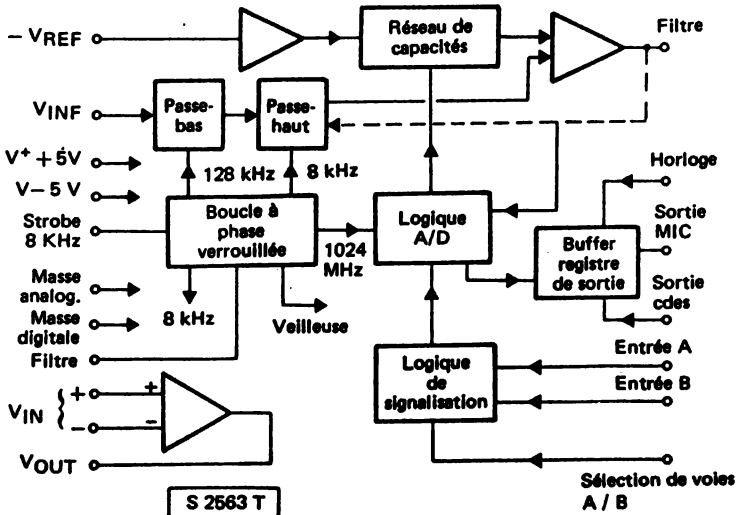 – VREF
Réseau de
capacités
Filtre
VINF
Passe-
bas
Passe-
haut
V+ + 5V
V– 5 V
128 kHz
8 kHz
Horloge
Strobe
8 KHz
Boucle à
phase
verrouillée
1024
MHz
Logique
A/D
Sortie
MIC
Buffer
registre
de sortie
Sortie
cdes
Masse
analog.
Masse
digitale
8 kHz
Veilleuse
Filtre
Logique
de
signalisation
Entrée A
Entrée B
VIN
+
–
+
–
VOUT
S 2563 T
Sélection de voies
A / B